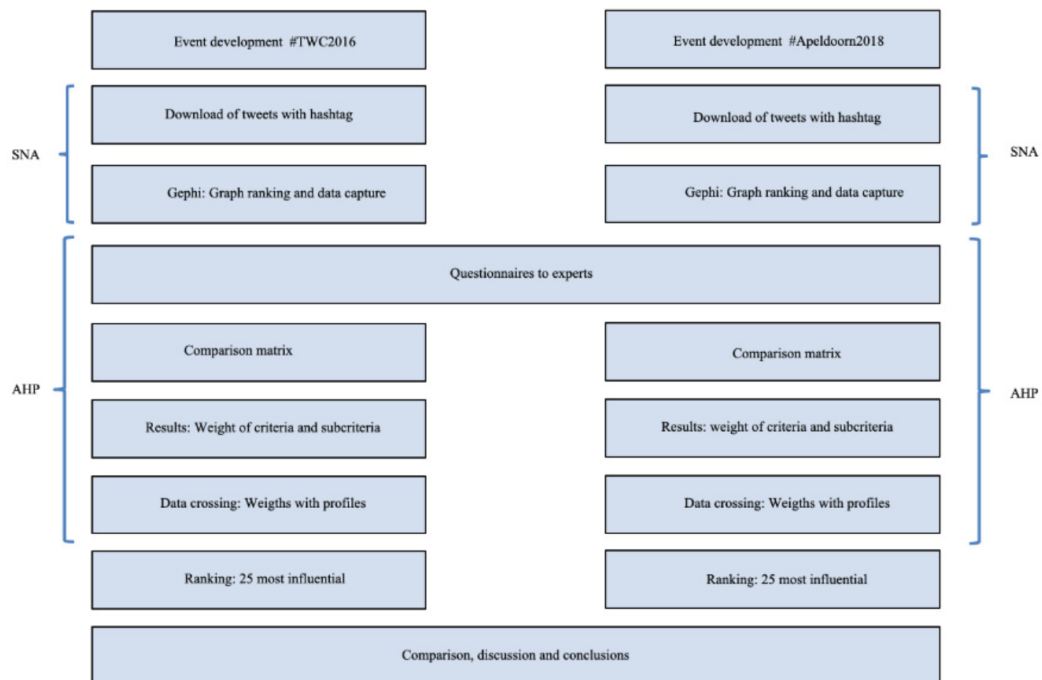 Event development #TWC2016
Event development #Apeldoorn2018
Download of tweets with hashtag
Download of tweets with hashtag
SNA
SNA
Gephi: Graph ranking and data capture
Gephi: Graph ranking and data capture
Questionnaires to experts
Comparison matrix
Comparison matrix
AHP
AHP
Results: Weight of criteria and subcriteria
Results: weight of criteria and subcriteria
Data crossing: Weigths with profiles
Data crossing: Weigths with profiles
Ranking: 25 most influential
Ranking: 25 most influential
Comparison, discussion and conclusions